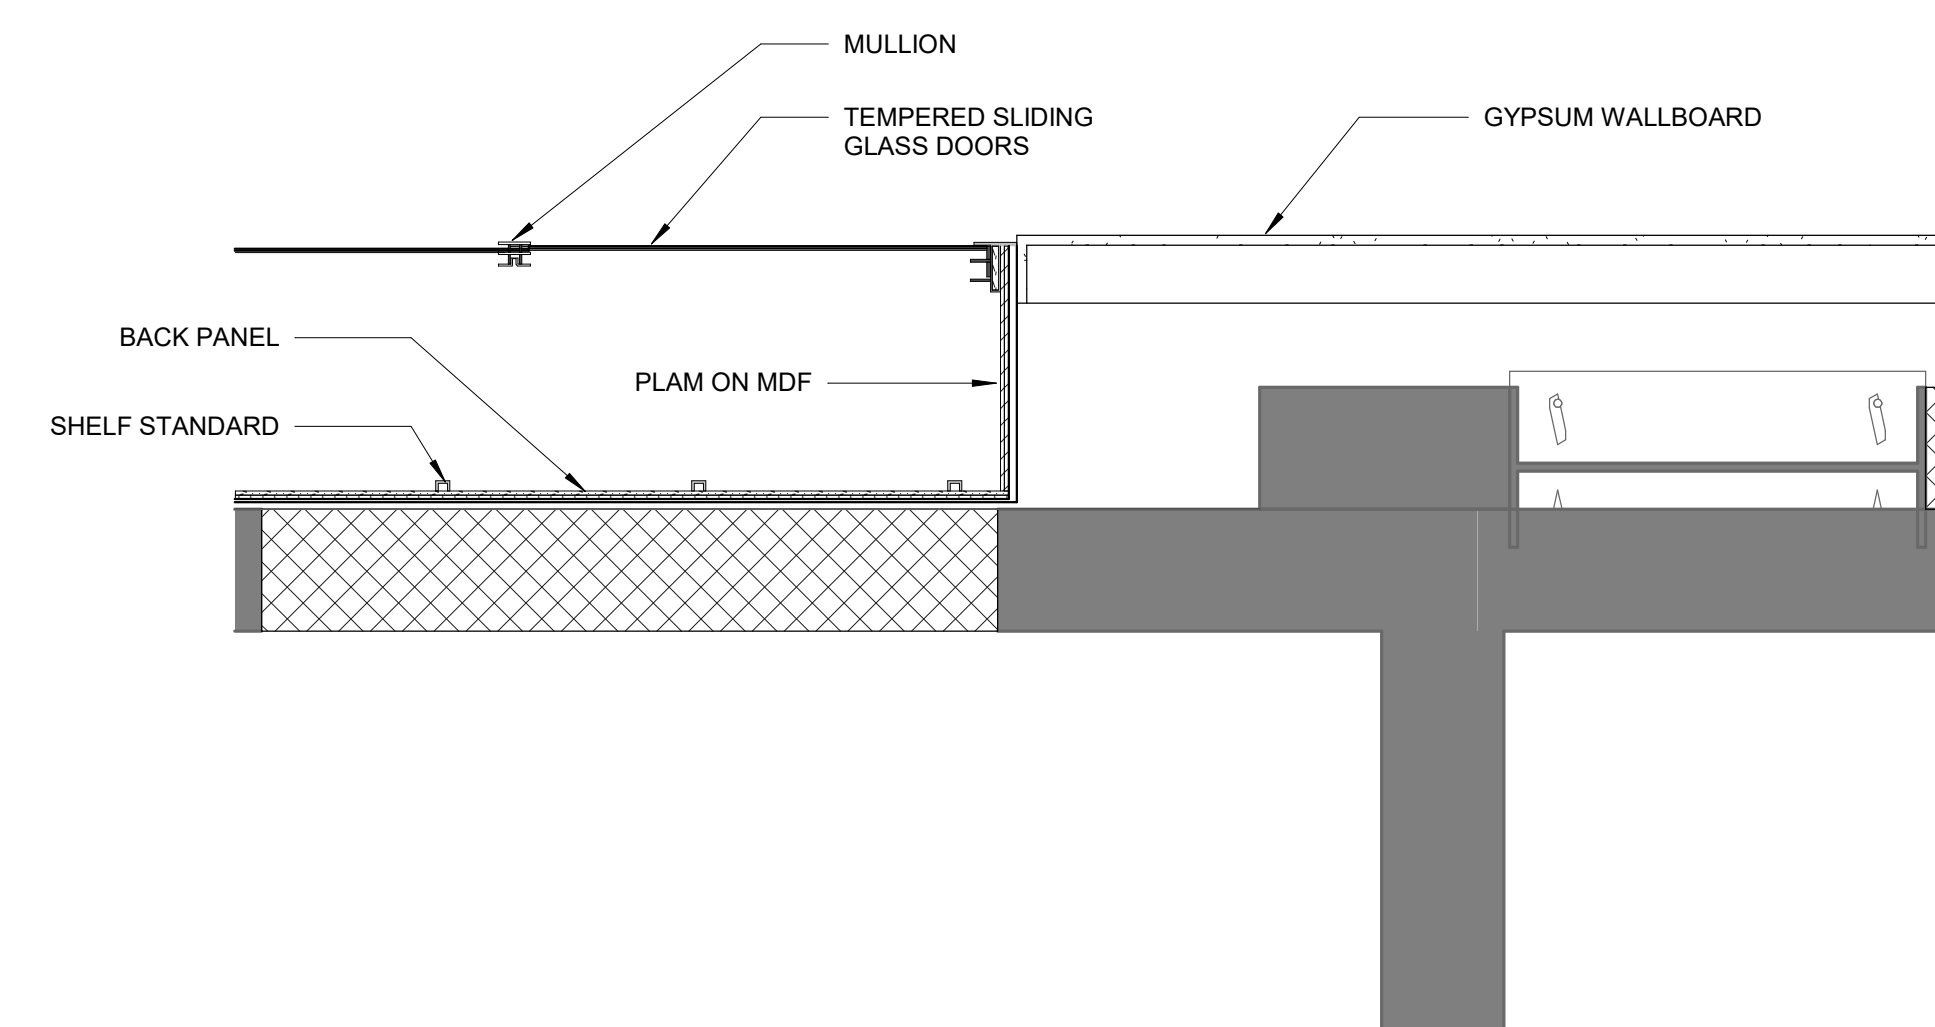 MULLION
TEMPERED SLIDING
GLASS DOORS
GYPSUM WALLBOARD
BACK PANEL
PLAM ON MDF
SHELF STANDARD